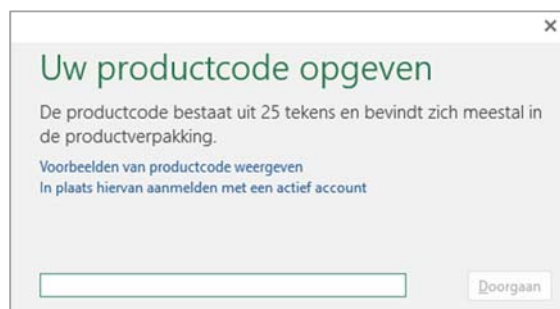 Uw productcode opgeven
De productcode bestaat uit 25 tekens en bevindt zich meestal in
de productverpakking.
Voorbeelden van productcode weergeven
In plaats hiervan aanmelden met een actief account
Doorgaan